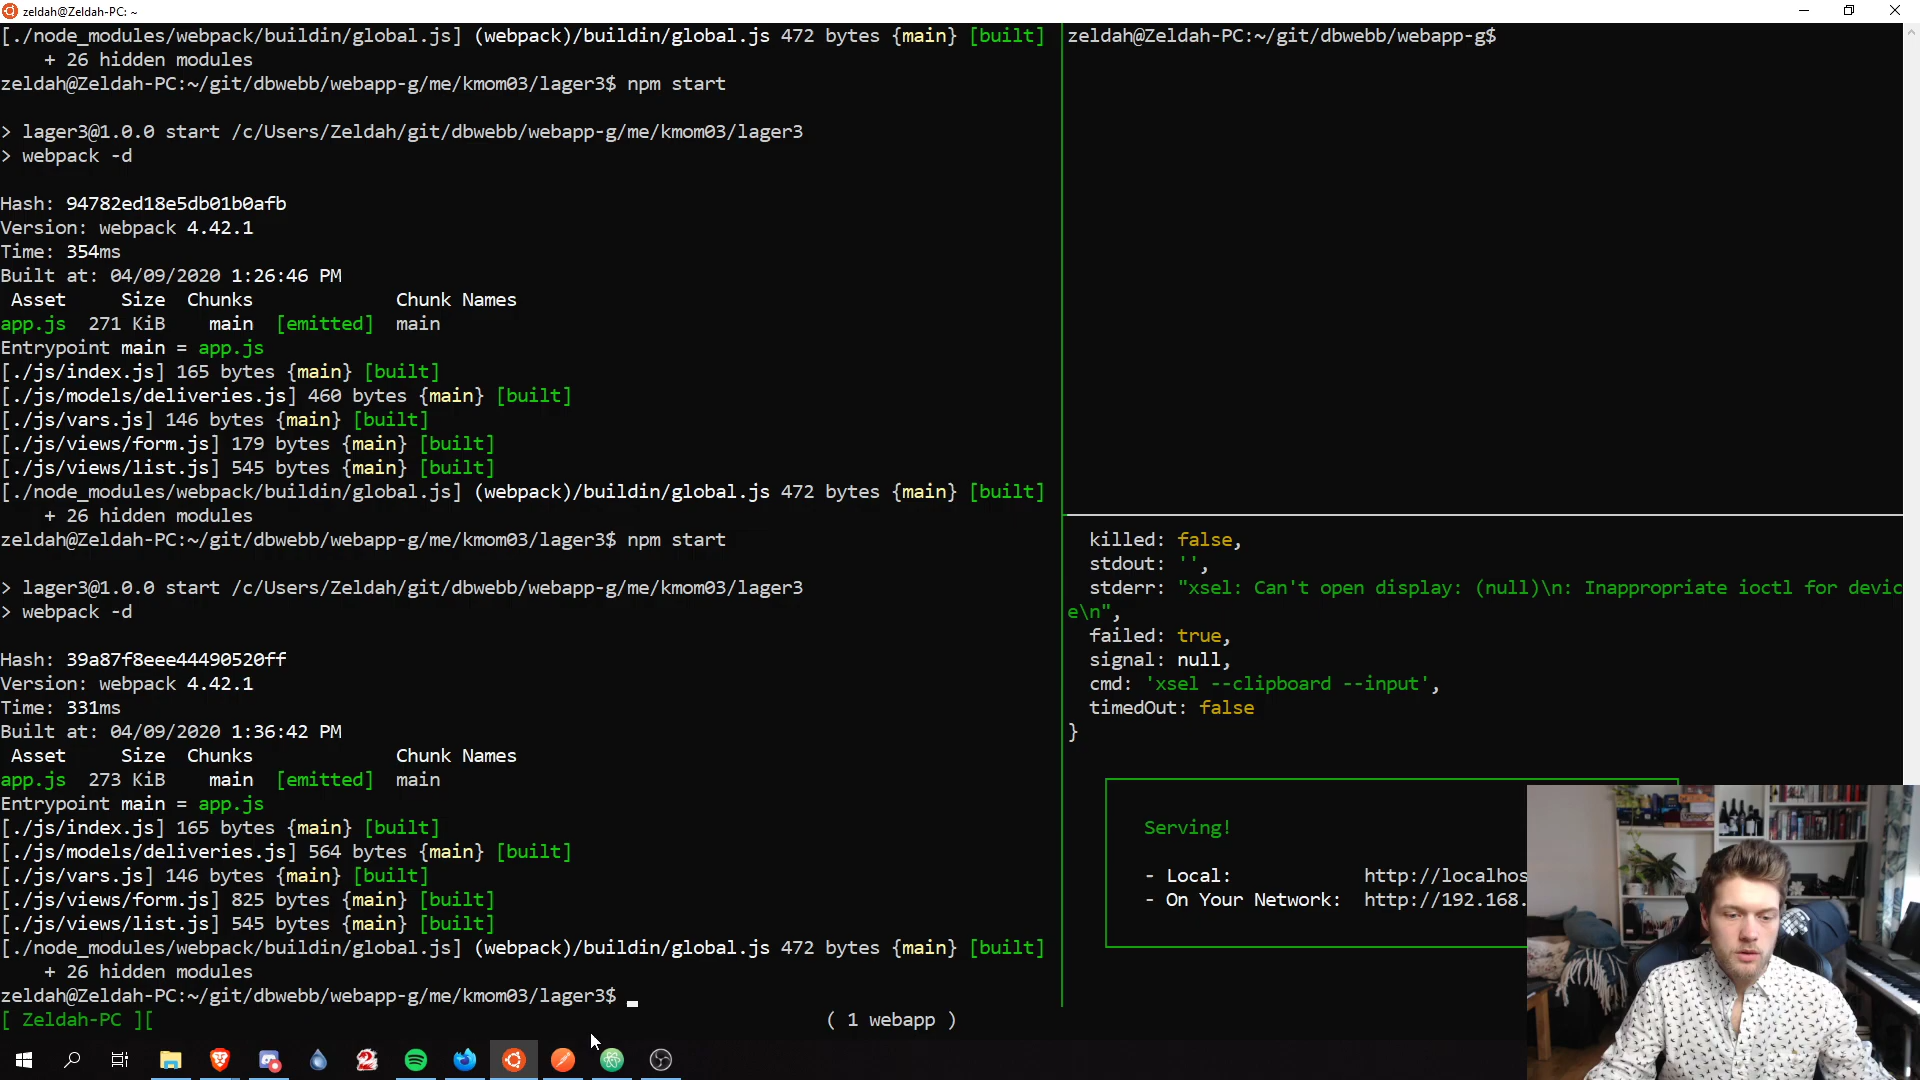 zeldah@Zeldah-PC: ~
[./node_modules/webpack/buildin/global.js] (webpack)/buildin/global.js 472 bytes {main} [built]
+ 26 hidden modules
zeldah@Zeldah-PC:~/git/dbwebb/webapp-g/me/kmom03/lager3$ npm start
> lager3@1.0.0 start /c/Users/Zeldah/git/dbwebb/webapp-g/me/kmom03/lager3
> webpack -d
Hash: 94782ed18e5db01b0afb
Version: webpack 4.42.1
Time: 354ms
Built at: 04/09/2020 1:26:46 PM
Asset Size Chunks Chunk Names
app.js 271 KiB main [emitted] main
Entrypoint main = app.js
[./js/index.js] 165 bytes {main} [built]
[./js/models/deliveries.js] 460 bytes {main} [built]
[./js/vars.js] 146 bytes {main} [built]
[./js/views/form.js] 179 bytes {main} [built]
[./js/views/list.js] 545 bytes {main} [built]
[./node_modules/webpack/buildin/global.js] (webpack)/buildin/global.js 472 bytes {main} [built]
+ 26 hidden modules
zeldah@Zeldah-PC:~/git/dbwebb/webapp-g/me/kmom03/lager3$ npm start
> lager3@1.0.0 start /c/Users/Zeldah/git/dbwebb/webapp-g/me/kmom03/lager3
> webpack -d
Hash: 39a87f8eee44490520ff
Version: webpack 4.42.1
Time: 331ms
Built at: 04/09/2020 1:36:42 PM
Asset Size Chunks Chunk Names
app.js 273 KiB main [emitted] main
Entrypoint main = app.js
[./js/index.js] 165 bytes {main} [built]
[./js/models/deliveries.js] 564 bytes {main} [built]
[./js/vars.js] 146 bytes {main} [built]
[./js/views/form.js] 825 bytes {main} [built]
[./js/views/list.js] 545 bytes {main} [built]
[./node_modules/webpack/buildin/global.js] (webpack)/buildin/global.js 472 bytes {main} [built]
+ 26 hidden modules
zeldah@Zeldah-PC:~/git/dbwebb/webapp-g/me/kmom03/lager3$
zeldah@Zeldah-PC:~/git/dbwebb/webapp-g$
killed: false,
stdout: '',
stderr: "xsel: Can't open display: (null)\n: Inappropriate ioctl for devic
e\n",
failed: true,
signal: null,
cmd: 'xsel --clipboard --input',
timedOut: false
}
Serving!
- Local: http://localhos
- On Your Network: http://192.168.
[ Zeldah-PC ][
( 1 webapp )